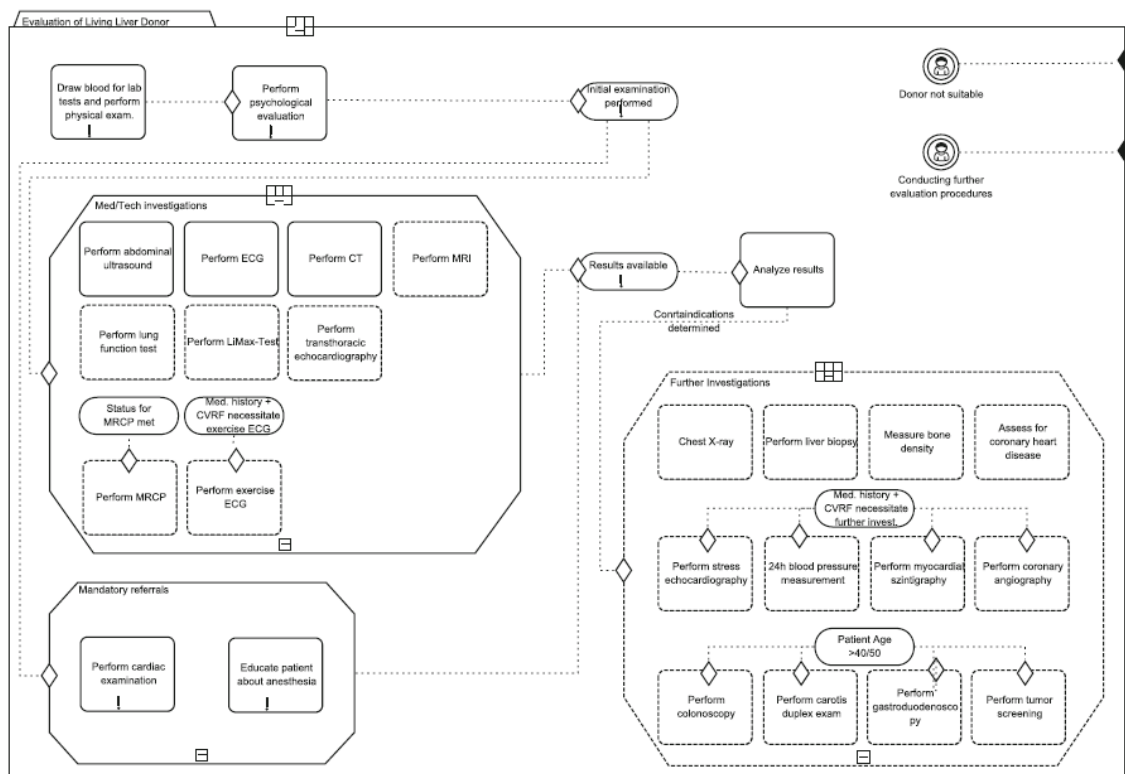 Evaluation of Living Liver Donor
Draw blood for lab
tests and perform
physical exam.
!
Perform
psychological
evaluation
!
Initial examination
performed
!
Donor not suitable
Conducting further
evaluation procedures
Med/Tech investigations
Perform abdominal
ultrasound
Perform ECG
Perform CT
Perform MRI
Perform lung
function test
Perform LiMax-Test
Perform
transthoracic
echocardiography
Status for
MRCP met
Med. history +
CVRF necessitate
exercise ECG
Perform MRCP
Perform exercise
ECG
Results available
!
Analyze results
Conrtaindications
determined
Further Investigations
Chest X-ray
Perform liver biopsy
Measure bone
density
Assess for
coronary heart
disease
Med. history +
CVRF necessitate
further invest.
Perform stress
echocardiography
24h blood pressure
measurement
Perform myocardial
szintigraphy
Perform coronary
angiography
Patient Age
>40/50
Perform
colonoscopy
Perform carotis
duplex exam
Perform
gastroduodenosco
py
Perform tumor
screening
Mandatory referrals
Perform cardiac
examination
!
Educate patient
about anesthesia
!